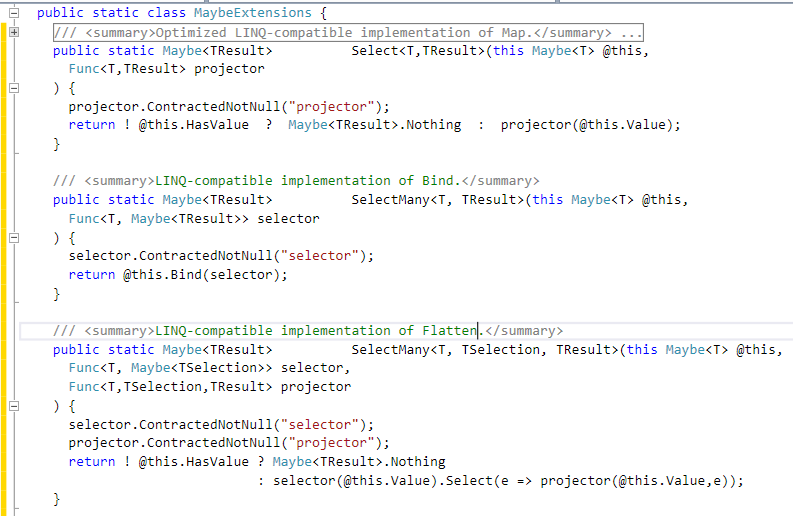 public static class MaybeExtensions {
/// <summary>Optimized LINQ-compatible implementation of Map.</summary> ...
public static Maybe<TResult>          Select<T,TResult>(this Maybe<T> @this,
  Func<T,TResult> projector
) {
  projector.ContractedNotNull("projector");
  return ! @this.HasValue  ?  Maybe<TResult>.Nothing  :  projector(@this.Value);
}
/// <summary>LINQ-compatible implementation of Bind.</summary>
public static Maybe<TResult>          SelectMany<T, TResult>(this Maybe<T> @this,
  Func<T, Maybe<TResult>> selector
) {
  selector.ContractedNotNull("selector");
  return @this.Bind(selector);
}
/// <summary>LINQ-compatible implementation of Flatten.</summary>
public static Maybe<TResult>          SelectMany<T, TSelection, TResult>(this Maybe<T> @this,
  Func<T, Maybe<TSelection>> selector,
  Func<T,TSelection,TResult> projector
) {
  selector.ContractedNotNull("selector");
  projector.ContractedNotNull("projector");
  return ! @this.HasValue ? Maybe<TResult>.Nothing
                          : selector(@this.Value).Select(e => projector(@this.Value,e));
}